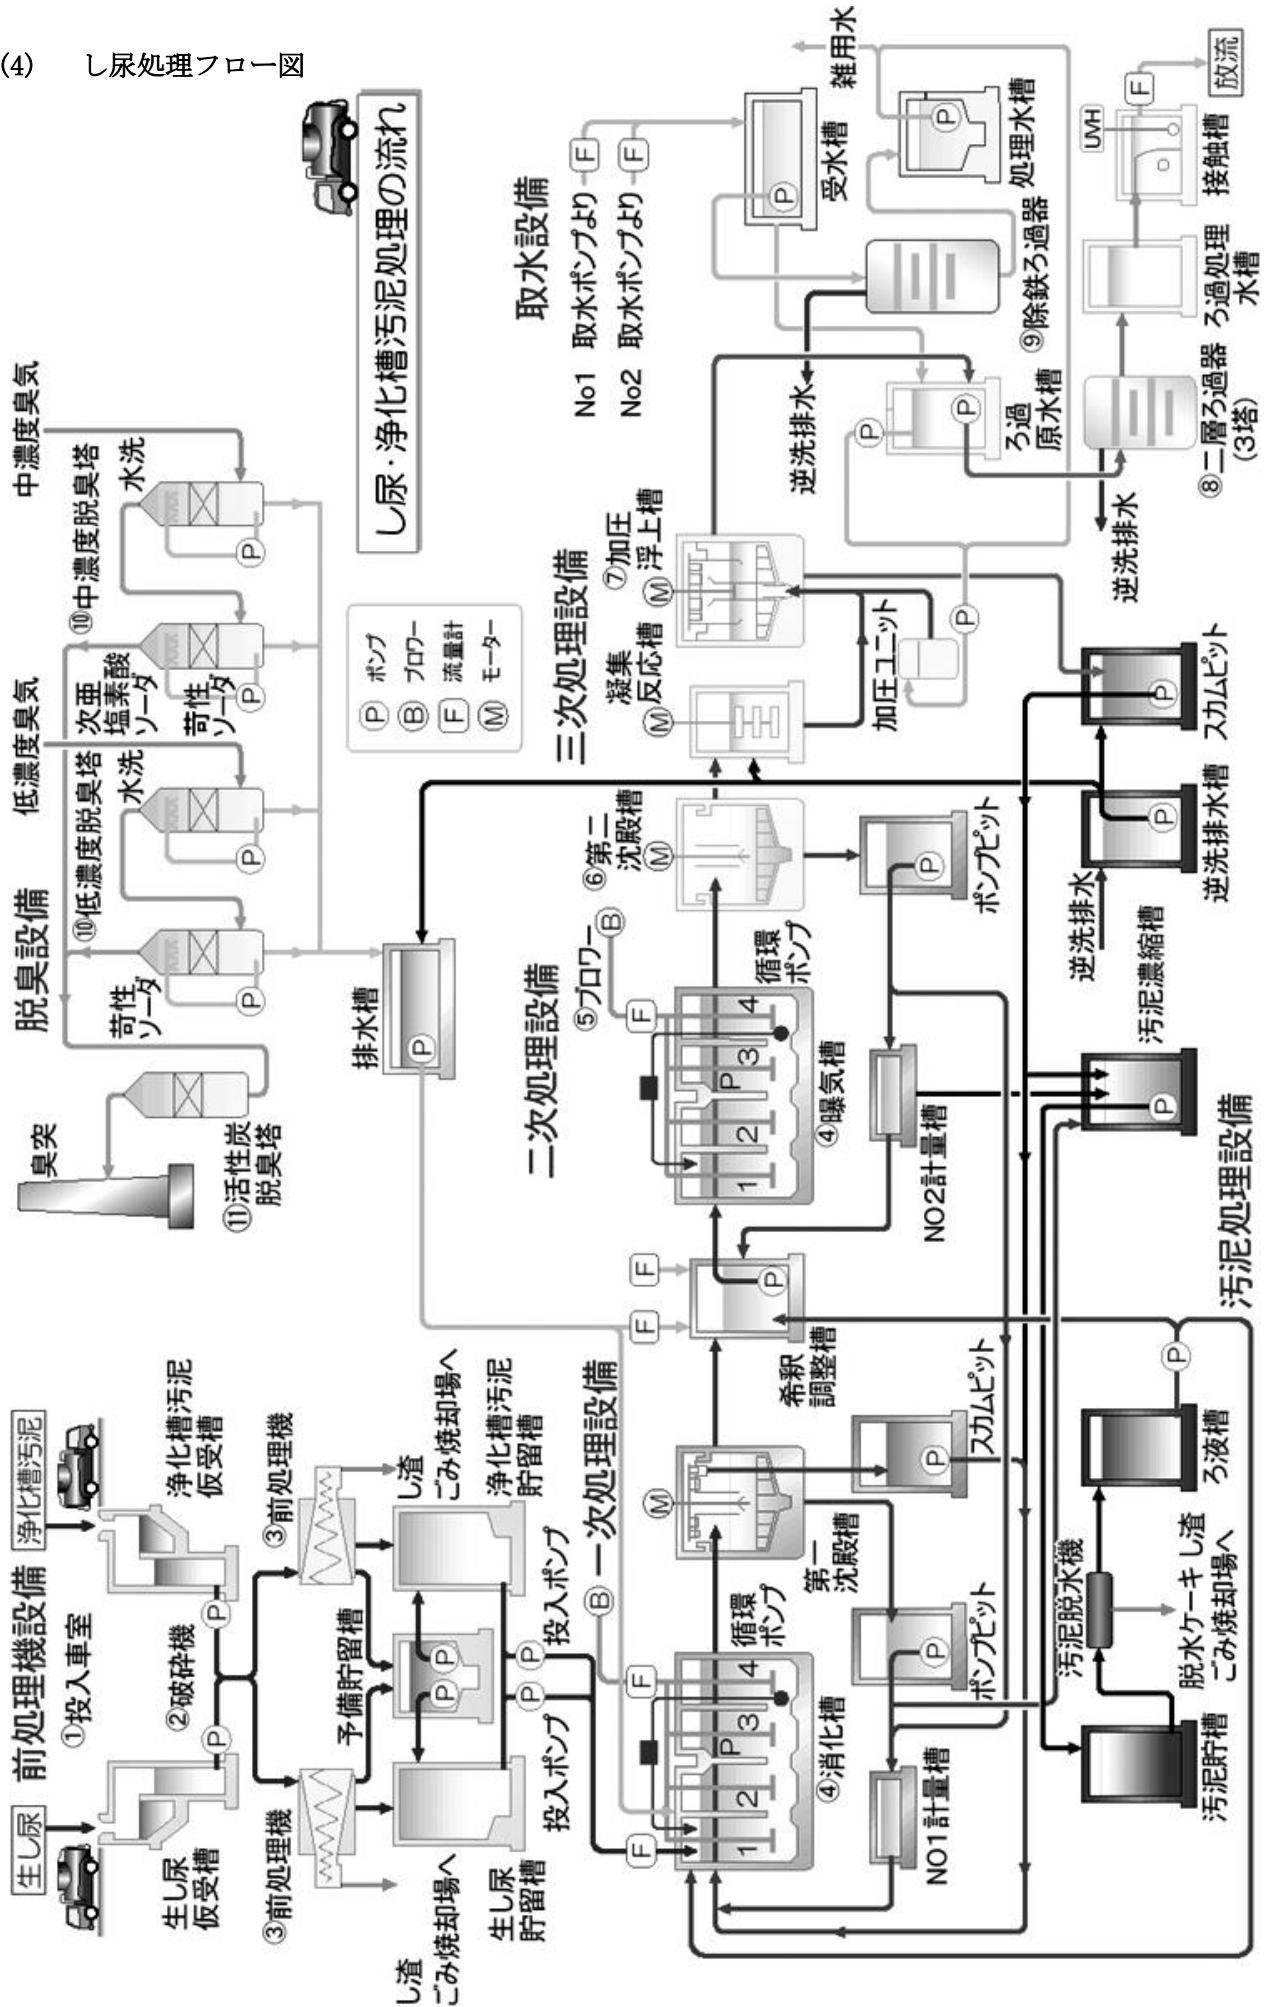 (4) し尿処理フロー図
し尿・浄化槽汚泥処理の流れ
前処理機設備
生し尿
①投入車室
浄化槽汚泥
生し尿
仮受槽
②破砕機
浄化槽汚泥
仮受槽
P
P
③前処理機
③前処理機
し渣
ごみ焼却場へ
予備貯留槽
P
P
し渣
ごみ焼却場へ
生し尿
貯留槽
浄化槽汚泥
貯留槽
投入ポンプ
P
P
投入ポンプ
脱臭設備
臭突
⑪活性炭
脱臭塔
低濃度臭気
中濃度臭気
⑩低濃度脱臭塔
⑩中濃度脱臭塔
苛性
ソーダ
水洗
次亜
塩素酸
ソーダ
苛性
ソーダ
水洗
P
P
P
P
排水槽
P
P ポンプ
B ブロワー
F 流量計
M モーター
一次処理設備
B
F
F
1
2
P
3
4
循環
ポンプ
④消化槽
M
第一
沈殿槽
ポンプピット
P
スカムピット
P
NO1計量槽
F
F
希釈
調整槽
P
二次処理設備
⑤ブロワー
B
F
1
2
P
3
4
循環
ポンプ
④曝気槽
⑥第二
沈殿槽
M
ポンプピット
P
NO2計量槽
三次処理設備
凝集
反応槽
M
⑦加圧
浮上槽
M
加圧ユニット
P
取水設備
No1 取水ポンプより
F
No2 取水ポンプより
F
受水槽
P
雑用水
処理水槽
P
⑨除鉄ろ過器
逆洗排水
ろ過
原水槽
P
P
⑧二層ろ過器
(3塔)
逆洗排水
ろ過処理
水槽
UVH
接触槽
F
放流
汚泥処理設備
汚泥貯槽
汚泥脱水機
脱水ケーキし渣
ごみ焼却場へ
ろ液槽
P
汚泥濃縮槽
P
逆洗排水
逆洗排水槽
P
スカムピット
P